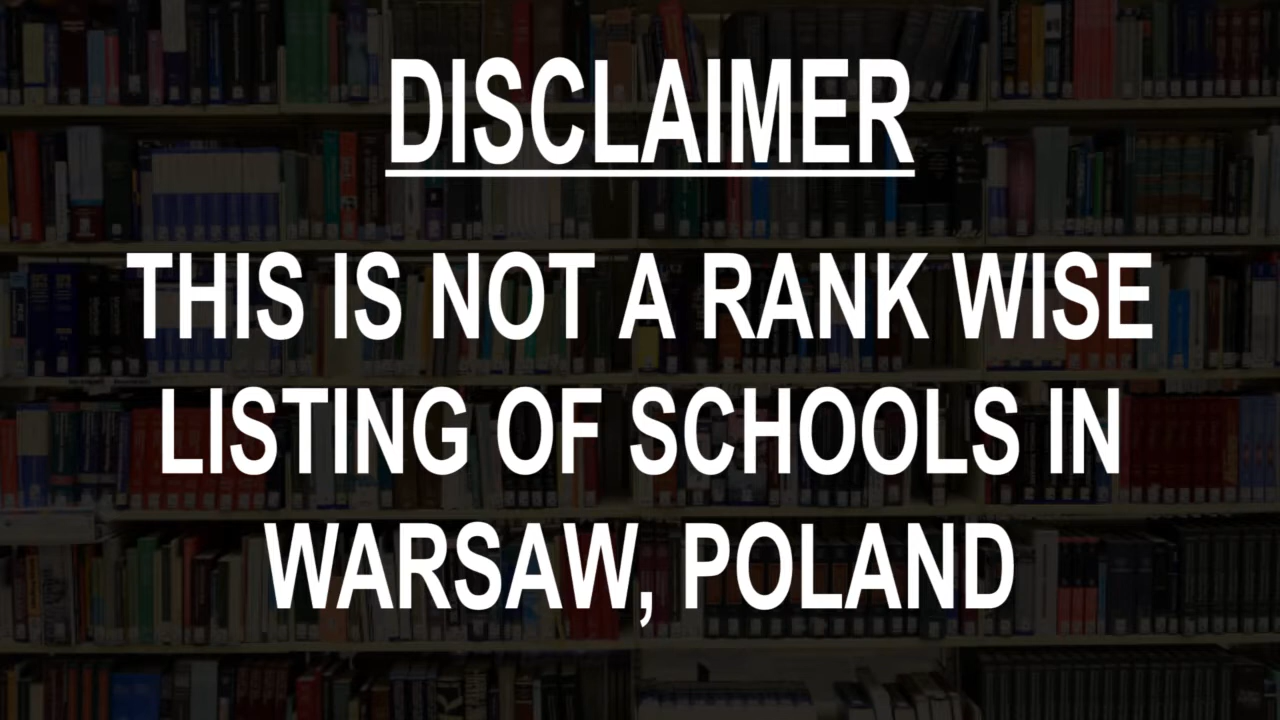 DISCLAIMER
THIS IS NOT A RANK WISE
LISTING OF SCHOOLS IN
WARSAW, POLAND